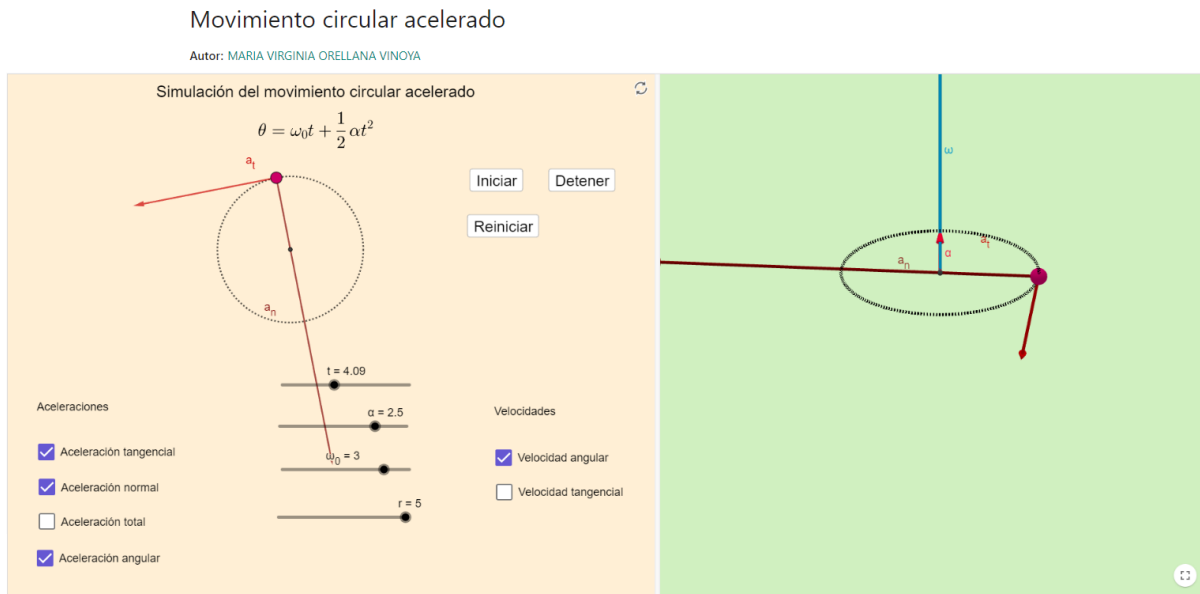 Movimiento circular acelerado
Autor: MARIA VIRGINIA ORELLANA VINOYA
Simulación del movimiento circular acelerado
θ = ω₀t + 1/2 αt²
aₜ
Iniciar
Detener
Reiniciar
aₙ
t = 4.09
α = 2.5
ω₀ = 3
r = 5
Aceleraciones
Aceleración tangencial
Aceleración normal
Aceleración total
Aceleración angular
Velocidades
Velocidad angular
Velocidad tangencial
ω
aₜ
α
aₙ